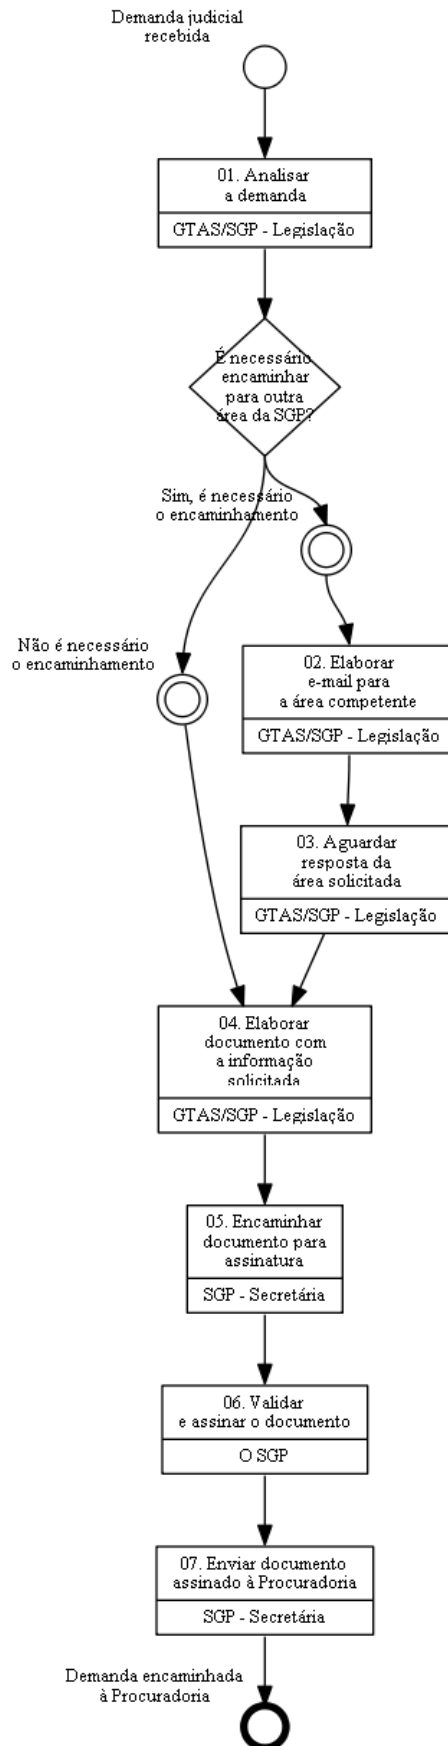 Demanda judicial
recebida
01. Analisar
a demanda
GTAS/SGP - Legislação
É necessário
encaminhar
para outra
área da SGP?
Sim, é necessário
o encaminhamento
Não é necessário
o encaminhamento
02. Elaborar
e-mail para
a área competente
GTAS/SGP - Legislação
03. Aguardar
resposta da
área solicitada
GTAS/SGP - Legislação
04. Elaborar
documento com
a informação
solicitada
GTAS/SGP - Legislação
05. Encaminhar
documento para
assinatura
SGP - Secretária
06. Validar
e assinar o documento
O SGP
07. Enviar documento
assinado à Procuradoria
SGP - Secretária
Demanda encaminhada
à Procuradoria